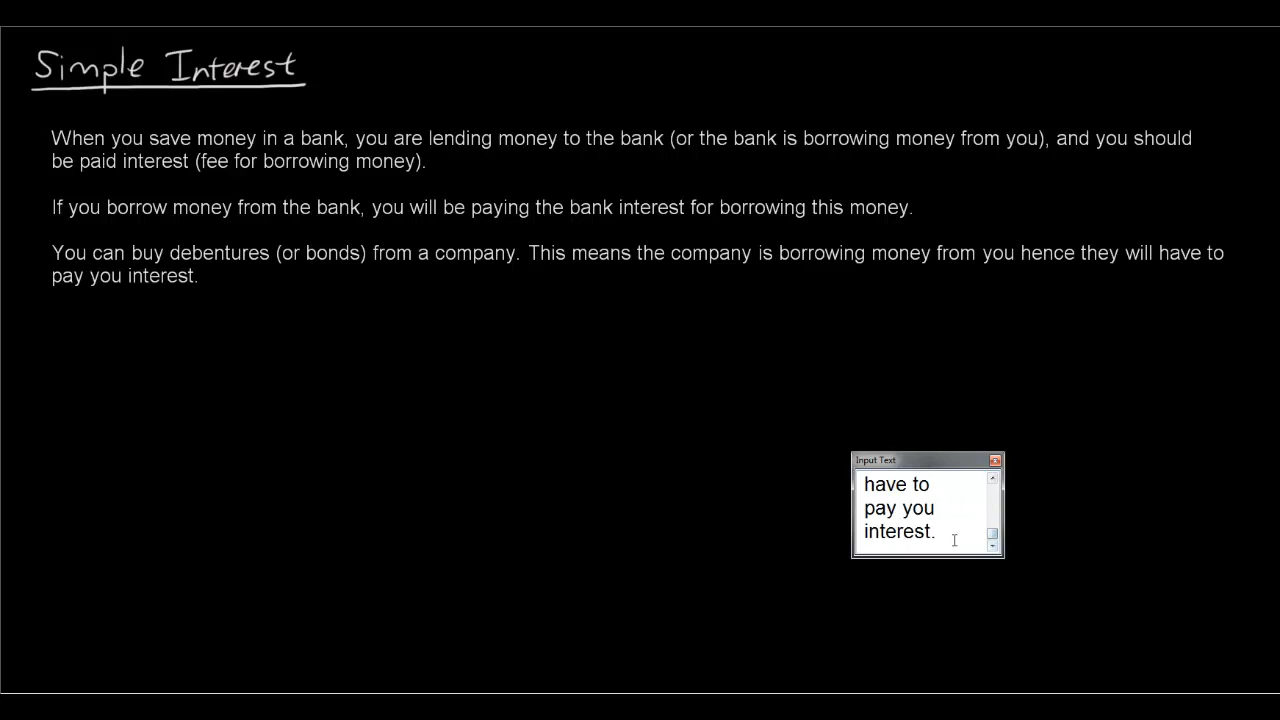 Simple Interest
When you save money in a bank, you are lending money to the bank (or the bank is borrowing money from you), and you should
be paid interest (fee for borrowing money).
If you borrow money from the bank, you will be paying the bank interest for borrowing this money.
You can buy debentures (or bonds) from a company. This means the company is borrowing money from you hence they will have to
pay you interest.
Input Text
have to
pay you
interest.